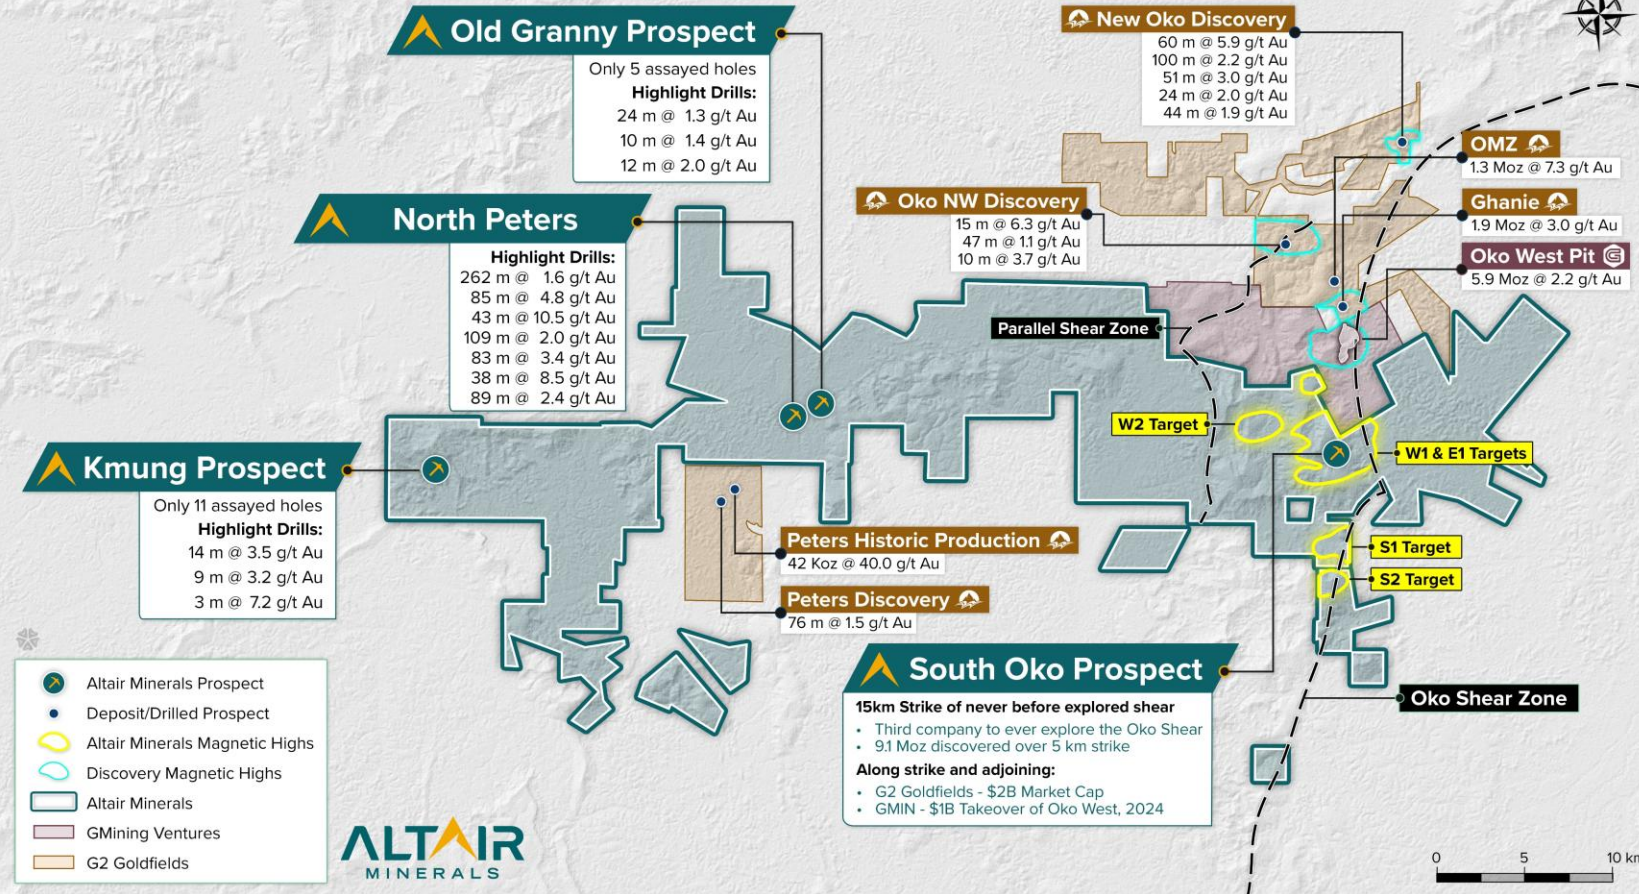 Old Granny Prospect
Only 5 assayed holes
Highlight Drills:
24 m @ 1.3 g/t Au
10 m @ 1.4 g/t Au
12 m @ 2.0 g/t Au
New Oko Discovery
60 m @ 5.9 g/t Au
100 m @ 2.2 g/t Au
51 m @ 3.0 g/t Au
24 m @ 2.0 g/t Au
44 m @ 1.9 g/t Au
OMZ
1.3 Moz @ 7.3 g/t Au
Ghanie
1.9 Moz @ 3.0 g/t Au
Oko West Pit
5.9 Moz @ 2.2 g/t Au
Oko NW Discovery
15 m @ 6.3 g/t Au
47 m @ 1.1 g/t Au
10 m @ 3.7 g/t Au
North Peters
Highlight Drills:
262 m @ 1.6 g/t Au
85 m @ 4.8 g/t Au
43 m @ 10.5 g/t Au
109 m @ 2.0 g/t Au
83 m @ 3.4 g/t Au
38 m @ 8.5 g/t Au
89 m @ 2.4 g/t Au
Parallel Shear Zone
W2 Target
W1 & E1 Targets
S1 Target
S2 Target
Kmung Prospect
Only 11 assayed holes
Highlight Drills:
14 m @ 3.5 g/t Au
9 m @ 3.2 g/t Au
3 m @ 7.2 g/t Au
Peters Historic Production
42 Koz @ 40.0 g/t Au
Peters Discovery
76 m @ 1.5 g/t Au
South Oko Prospect
15km Strike of never before explored shear
• Third company to ever explore the Oko Shear
• 9.1 Moz discovered over 5 km strike
Along strike and adjoining:
• G2 Goldfields - $2B Market Cap
• GMIN - $1B Takeover of Oko West, 2024
Oko Shear Zone
Altair Minerals Prospect
Deposit/Drilled Prospect
Altair Minerals Magnetic Highs
Discovery Magnetic Highs
Altair Minerals
GMining Ventures
G2 Goldfields
ALTAIR
MINERALS
0 5 10 km